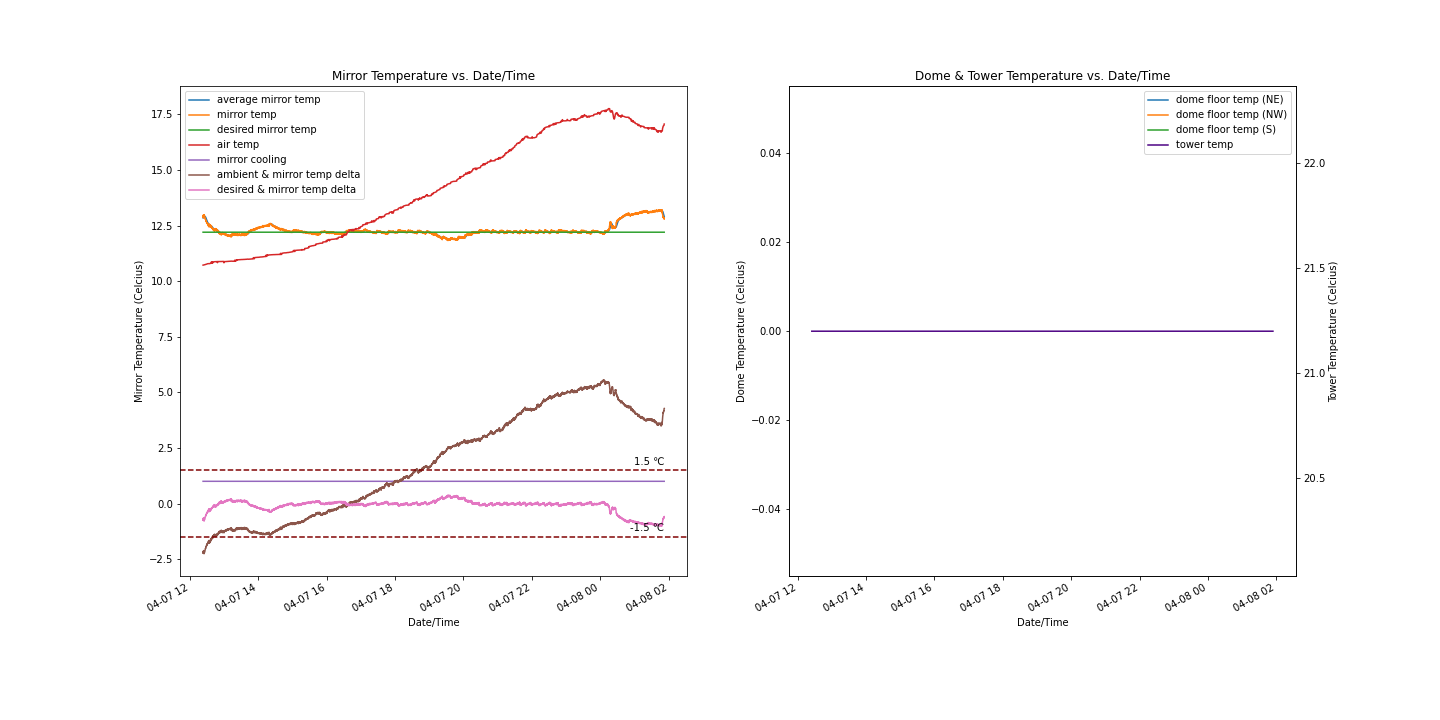 Mirror Temperature vs. Date/Time
average mirror temp
mirror temp
desired mirror temp
air temp
mirror cooling
ambient & mirror temp delta
desired & mirror temp delta
17.5
15.0
12.5
10.0
7.5
5.0
2.5
0.0
−2.5
Mirror Temperature (Celcius)
1.5 °C
-1.5 °C
04-07 12
04-07 14
04-07 16
04-07 18
04-07 20
04-07 22
04-08 00
04-08 02
Date/Time
Dome & Tower Temperature vs. Date/Time
dome floor temp (NE)
dome floor temp (NW)
dome floor temp (S)
tower temp
0.04
0.02
0.00
−0.02
−0.04
Dome Temperature (Celcius)
22.0
21.5
21.0
20.5
Tower Temperature (Celcius)
04-07 12
04-07 14
04-07 16
04-07 18
04-07 20
04-07 22
04-08 00
04-08 02
Date/Time